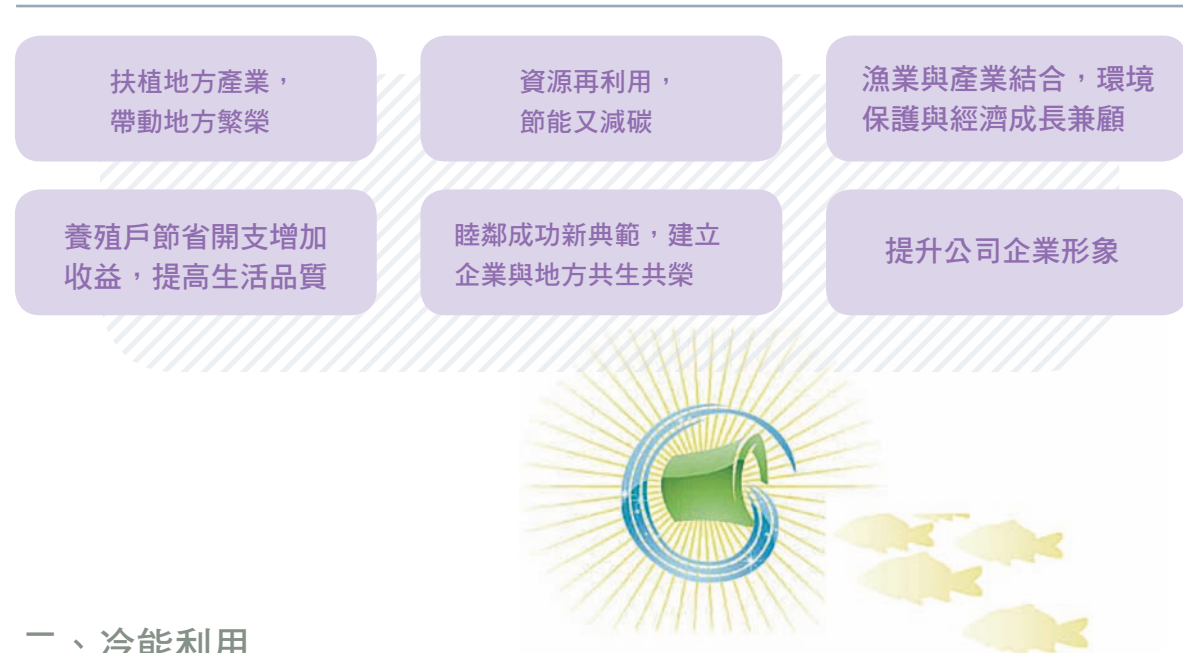 扶植地方產業，
帶動地方繁榮
資源再利用，
節能又減碳
漁業與產業結合，環境
保護與經濟成長兼顧
養殖戶節省開支增加
收益，提高生活品質
睦鄰成功新典範，建立
企業與地方共生共榮
提升公司企業形象
二、冷能利用